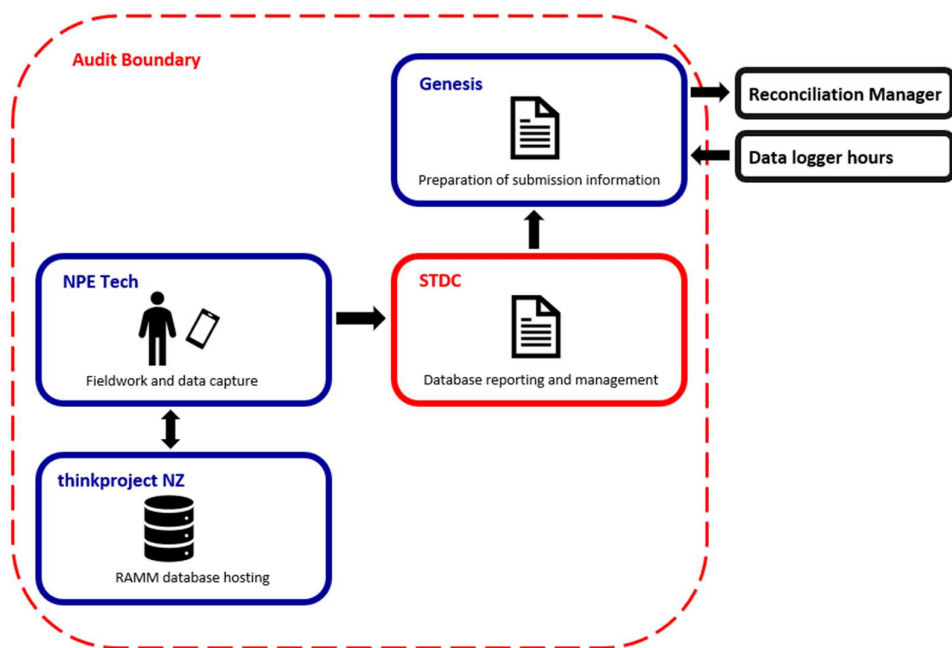 Audit Boundary
Genesis
Preparation of submission information
Reconciliation Manager
Data logger hours
NPE Tech
Fieldwork and data capture
STDC
Database reporting and management
thinkproject NZ
RAMM database hosting